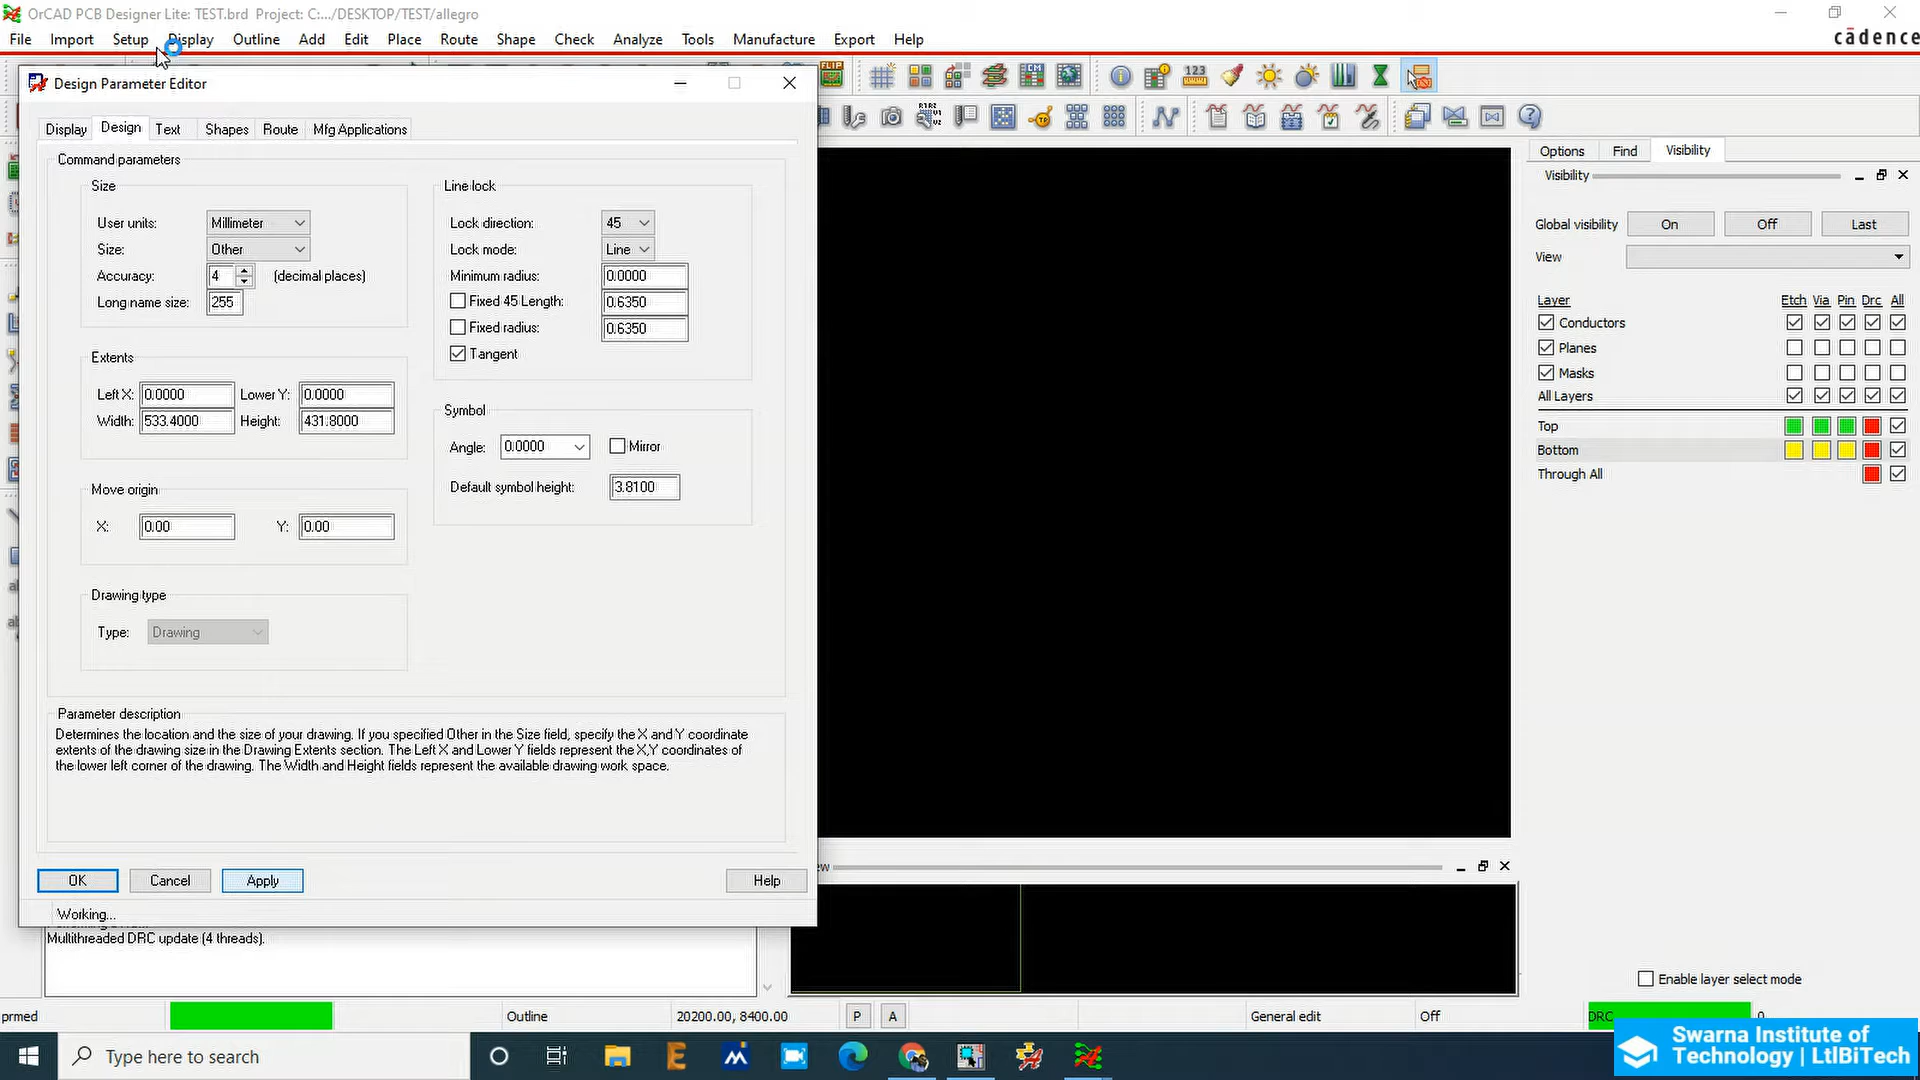 OrCAD PCB Designer Lite: TEST.brd Project: C:.../DESKTOP/TEST/allegro
File Import Setup Display Outline Add Edit Place Route Shape Check Analyze Tools Manufacture Export Help
cādence
Design Parameter Editor
Display Design Text Shapes Route Mfg Applications
Command parameters
Size
User units: Millimeter
Size: Other
Accuracy: 4 (decimal places)
Long name size: 255
Extents
Left X: 0.0000 Lower Y: 0.0000
Width: 533.4000 Height: 431.8000
Move origin
X: 0.00 Y: 0.00
Drawing type
Type: Drawing
Line lock
Lock direction: 45
Lock mode: Line
Minimum radius: 0.0000
Fixed 45 Length: 0.6350
Fixed radius: 0.6350
Tangent
Symbol
Angle: 0.0000 Mirror
Default symbol height: 3.8100
Parameter description
Determines the location and the size of your drawing. If you specified Other in the Size field, specify the X and Y coordinate
extents of the drawing size in the Drawing Extents section. The Left X and Lower Y fields represent the X,Y coordinates of
the lower left corner of the drawing. The Width and Height fields represent the available drawing work space.
OK Cancel Apply Help
Working...
Multithreaded DRC update (4 threads).
FLIP
CM
123
Options Find Visibility
Visibility
Global visibility On Off Last
View
Layer Etch Via Pin Drc All
Conductors
Planes
Masks
All Layers
Top
Bottom
Through All
Enable layer select mode
prmed Outline 20200.00, 8400.00 P A General edit Off DRC
Type here to search
Swarna Institute of
Technology | LtIBiTech